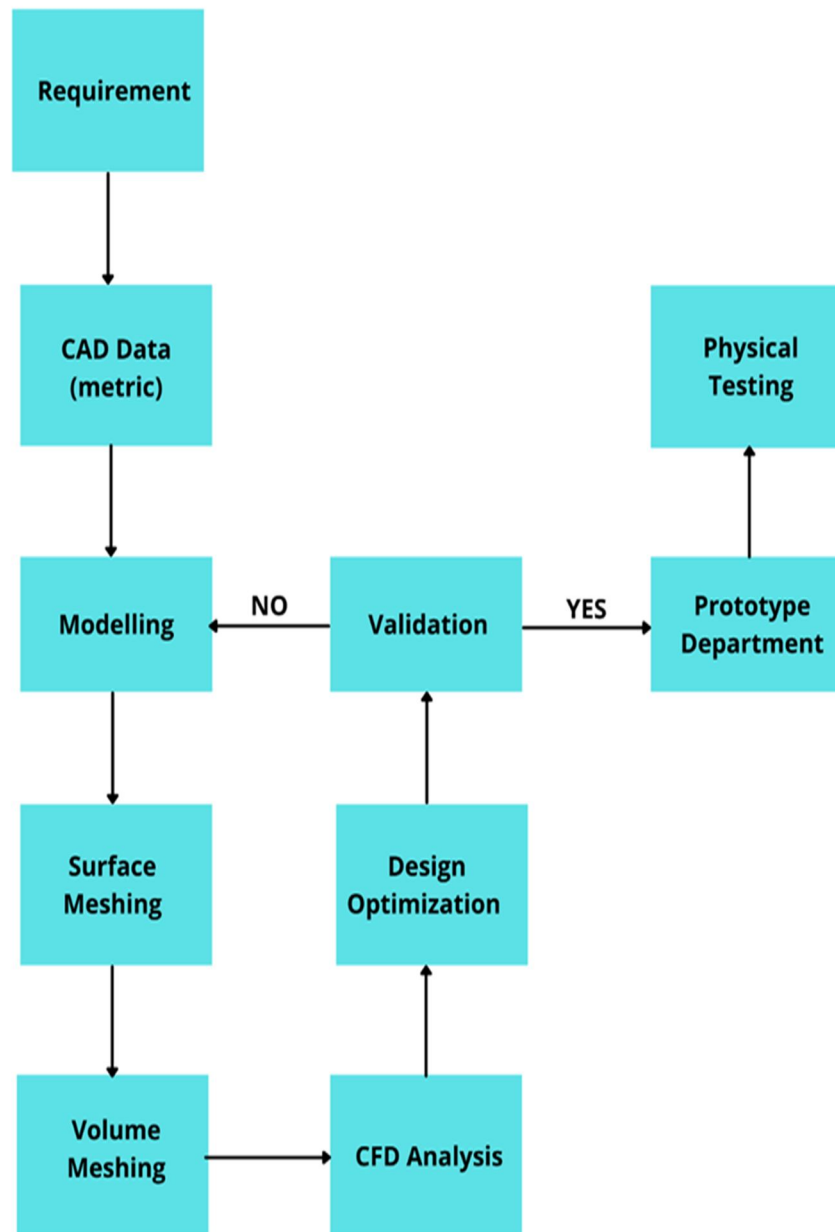 Requirement
CAD Data
(metric)
Physical
Testing
Modelling
NO
Validation
YES
Prototype
Department
Surface
Meshing
Design
Optimization
Volume
Meshing
CFD Analysis